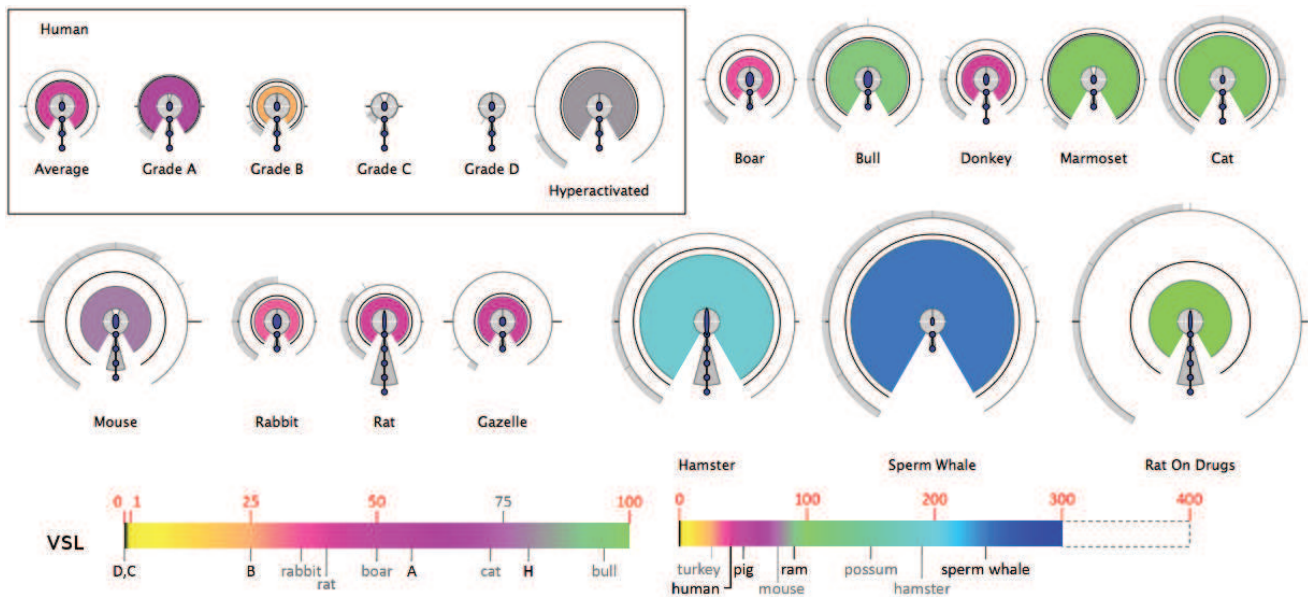 Human
Average
Grade A
Grade B
Grade C
Grade D
Hyperactivated
Boar
Bull
Donkey
Marmoset
Cat
Mouse
Rabbit
Rat
Gazelle
Hamster
Sperm Whale
Rat On Drugs
VSL
0 1 25 50 75 100
D,C B rabbit rat boar A cat H bull
0 100 200 300 400
turkey pig ram possum sperm whale
human mouse hamster